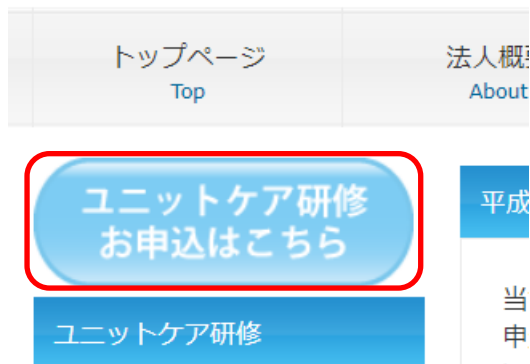 トップページ
Top
法人概要
About
ユニットケア研修
お申込はこちら
ユニットケア研修
平成
当
申